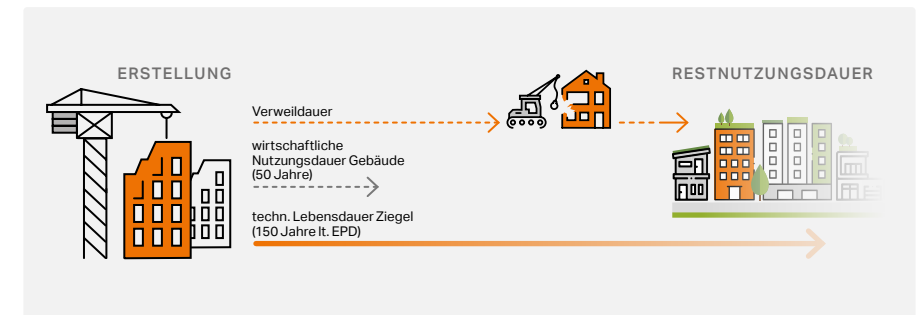 ERSTELLUNG
RESTNUTZUNGSDAUER
Verweildauer
wirtschaftliche
Nutzungsdauer Gebäude
(50 Jahre)
techn. Lebensdauer Ziegel
(150 Jahre lt. EPD)